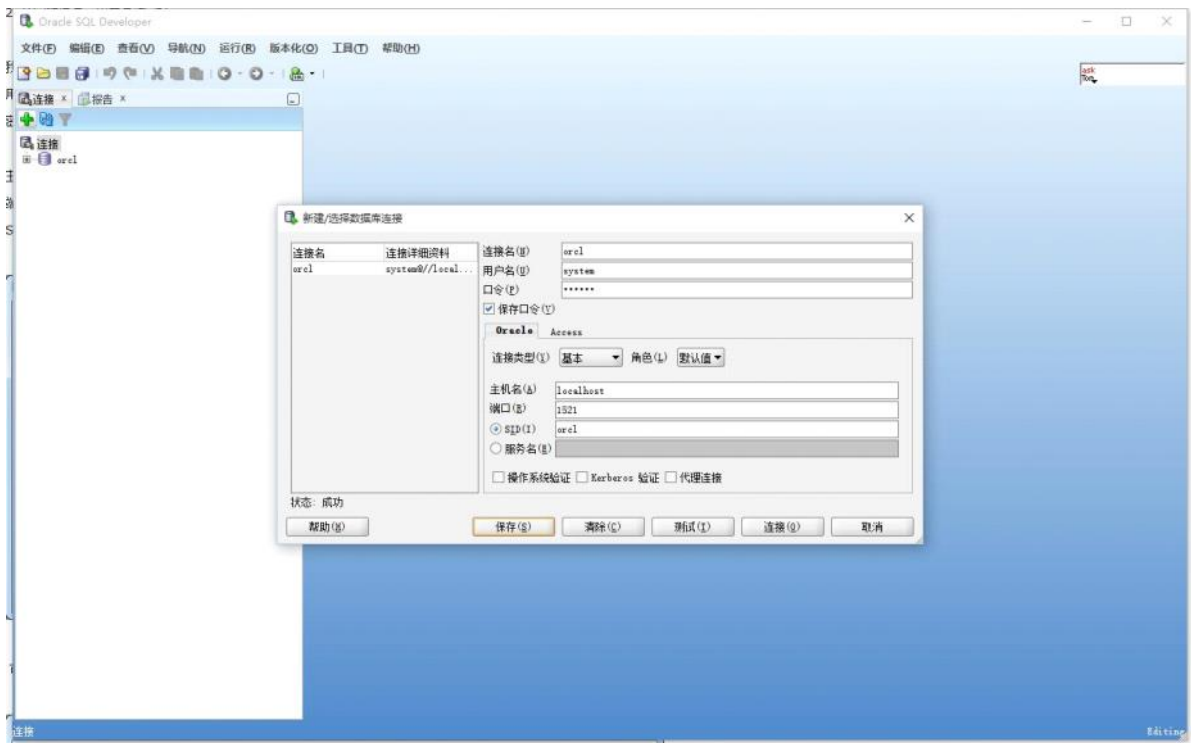 Oracle SQL Developer
文件(F) 编辑(E) 查看(V) 导航(N) 运行(R) 版本化(O) 工具(T) 帮助(H)
ask Tom
连接 × 报告 ×
连接
orcl
新建/选择数据库连接
连接名 连接详细资料
orcl system@//local...
连接名(N) orcl
用户名(U) system
口令(P) ••••••
保存口令(V)
Oracle Access
连接类型(Y) 基本 角色(L) 默认值
主机名(A) localhost
端口(R) 1521
SID(I) orcl
服务名(E)
操作系统验证 Kerberos 验证 代理连接
状态: 成功
帮助(H) 保存(S) 清除(C) 测试(T) 连接(O) 取消
连接 Editing